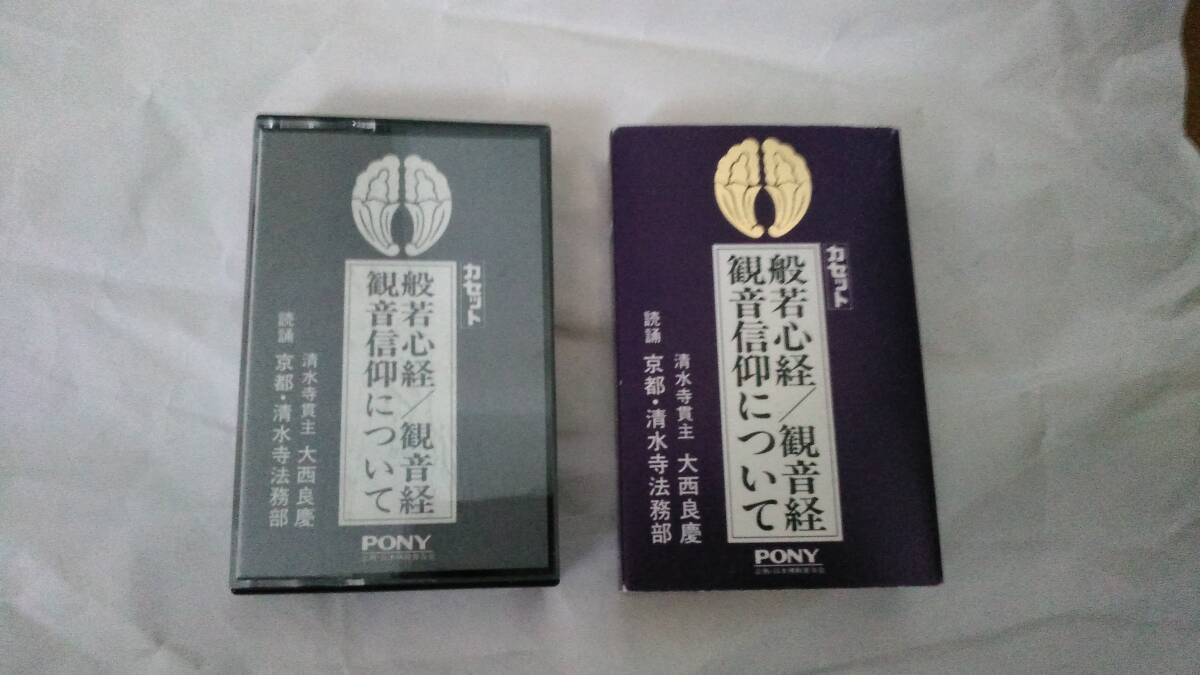 カセット
般若心経/観音経
観音信仰について
清水寺貫主 大西良慶
読誦 京都・清水寺法務部
PONY
カセット
般若心経/観音経
観音信仰について
清水寺貫主 大西良慶
読誦 京都・清水寺法務部
PONY